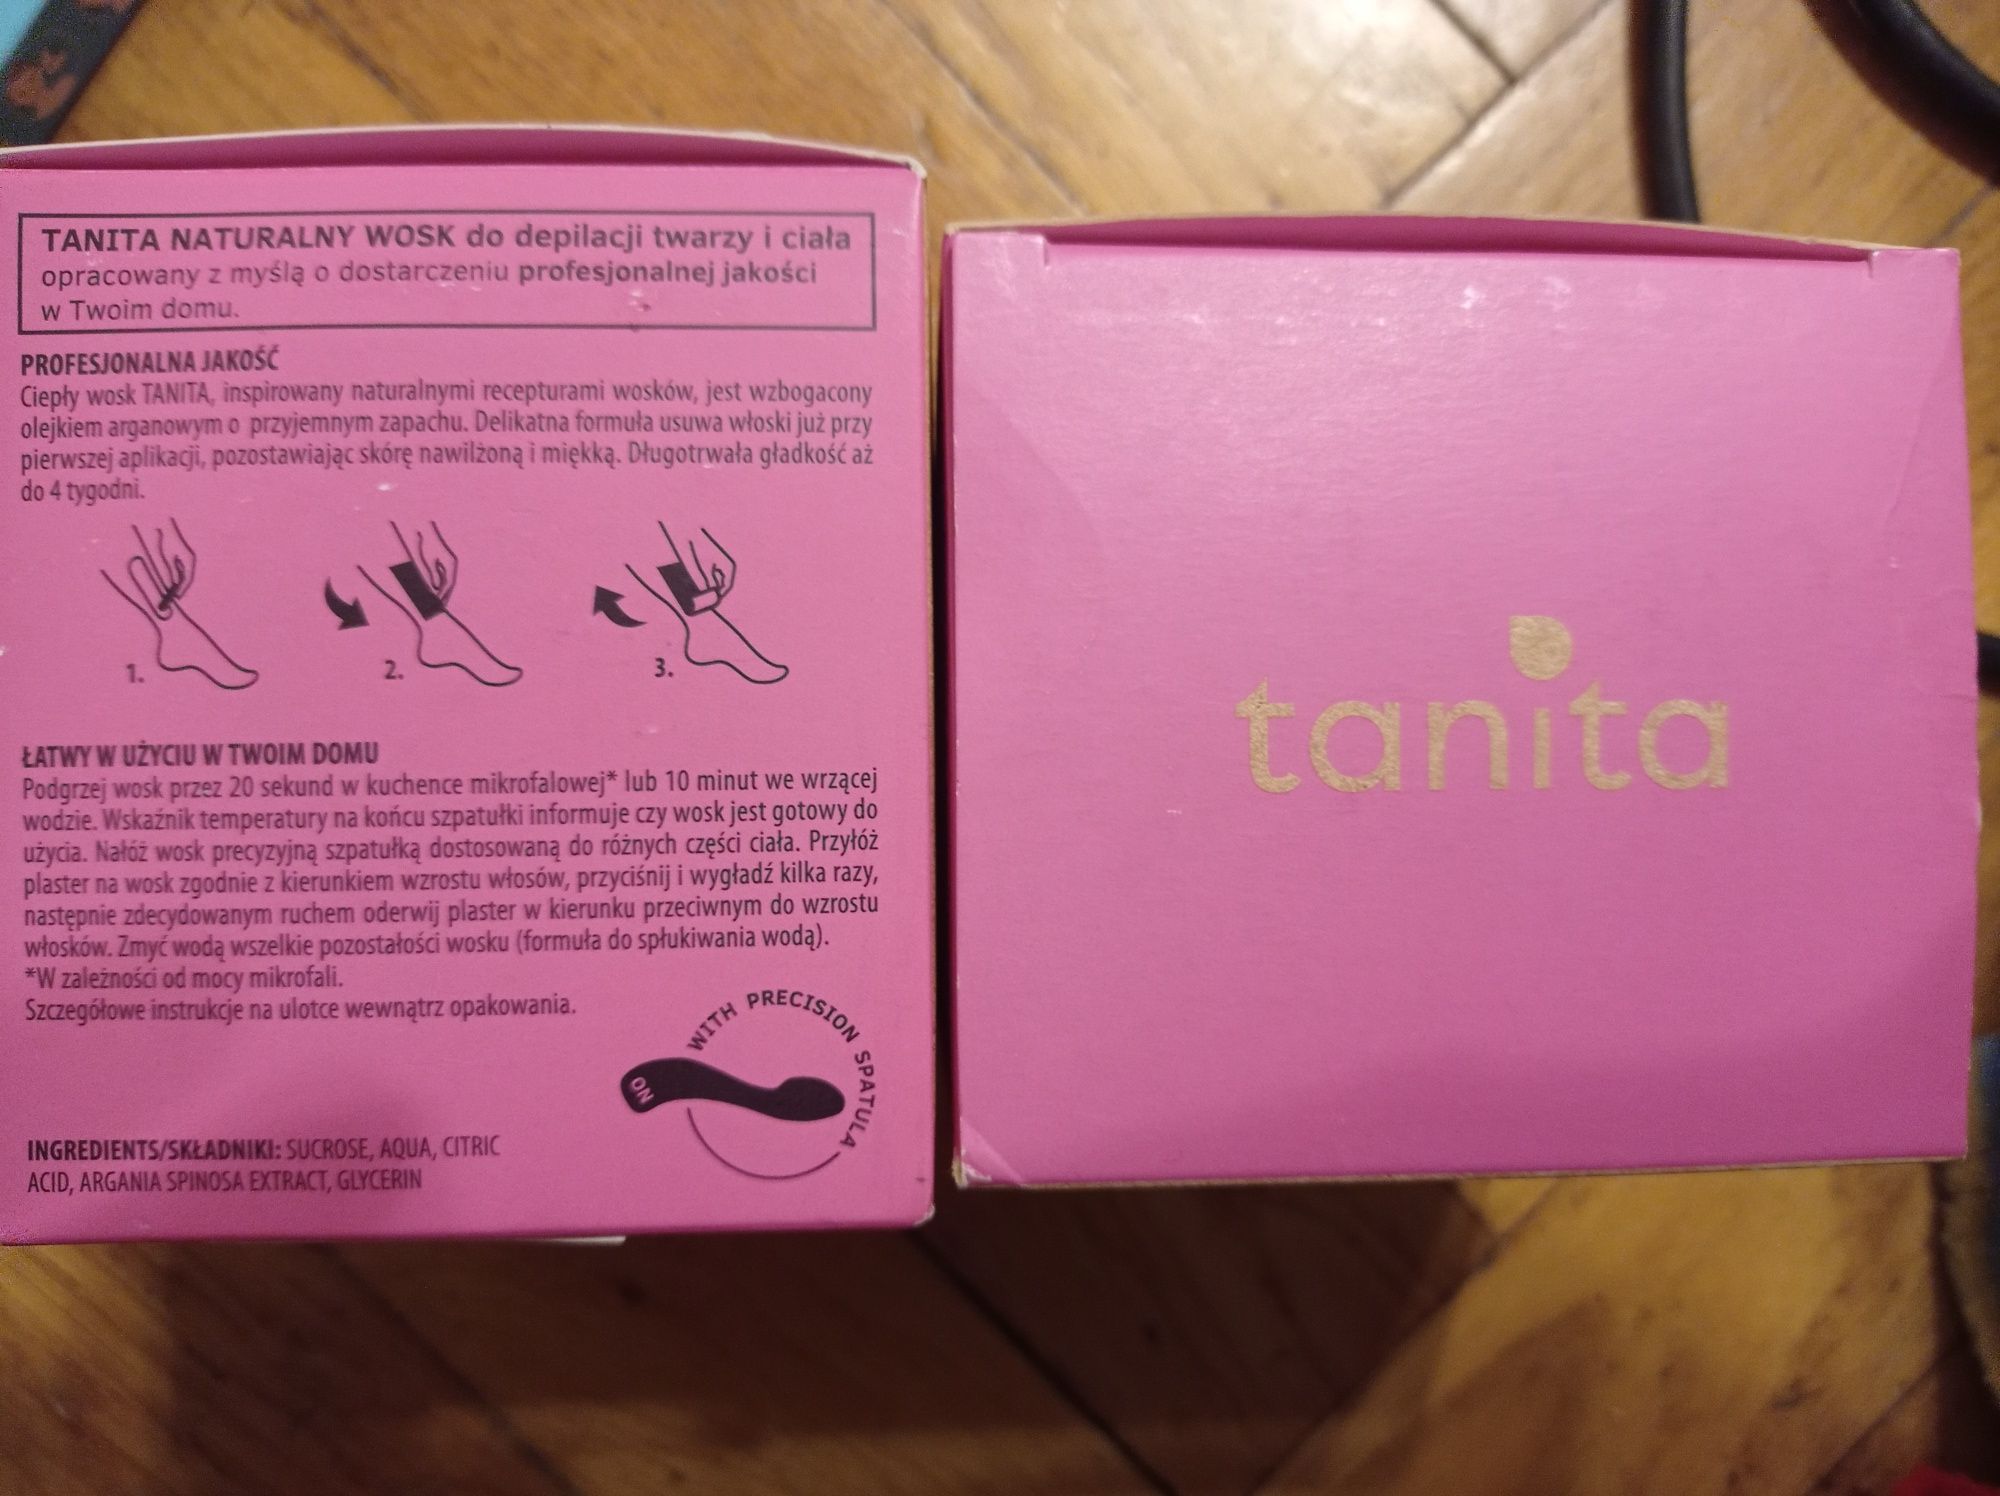 TANITA NATURALNY WOSK do depilacji twarzy i ciała
opracowany z myślą o dostarczeniu profesjonalnej jakości
w Twoim domu.
PROFESJONALNA JAKOŚĆ
Ciepły wosk TANITA, inspirowany naturalnymi recepturami wosków, jest wzbogacony
olejkiem arganowym o przyjemnym zapachu. Delikatna formuła usuwa włoski już przy
pierwszej aplikacji, pozostawiając skórę nawilżoną i miękką. Długotrwała gładkość aż
do 4 tygodni.
1.
2.
3.
ŁATWY W UŻYCIU W TWOIM DOMU
Podgrzej wosk przez 20 sekund w kuchence mikrofalowej* lub 10 minut we wrzącej
wodzie. Wskaźnik temperatury na końcu szpatułki informuje czy wosk jest gotowy do
użycia. Nałóż wosk precyzyjną szpatułką dostosowaną do różnych części ciała. Przyłóż
plaster na wosk zgodnie z kierunkiem wzrostu włosów, przyciśnij i wygładź kilka razy,
następnie zdecydowanym ruchem oderwij plaster w kierunku przeciwnym do wzrostu
włosków. Zmyć wodą wszelkie pozostałości wosku (formuła do spłukiwania wodą).
*W zależności od mocy mikrofali.
Szczegółowe instrukcje na ulotce wewnątrz opakowania.
WITH PRECISION SPATULA
ON
INGREDIENTS/SKŁADNIKI: SUCROSE, AQUA, CITRIC
ACID, ARGANIA SPINOSA EXTRACT, GLYCERIN
tanita